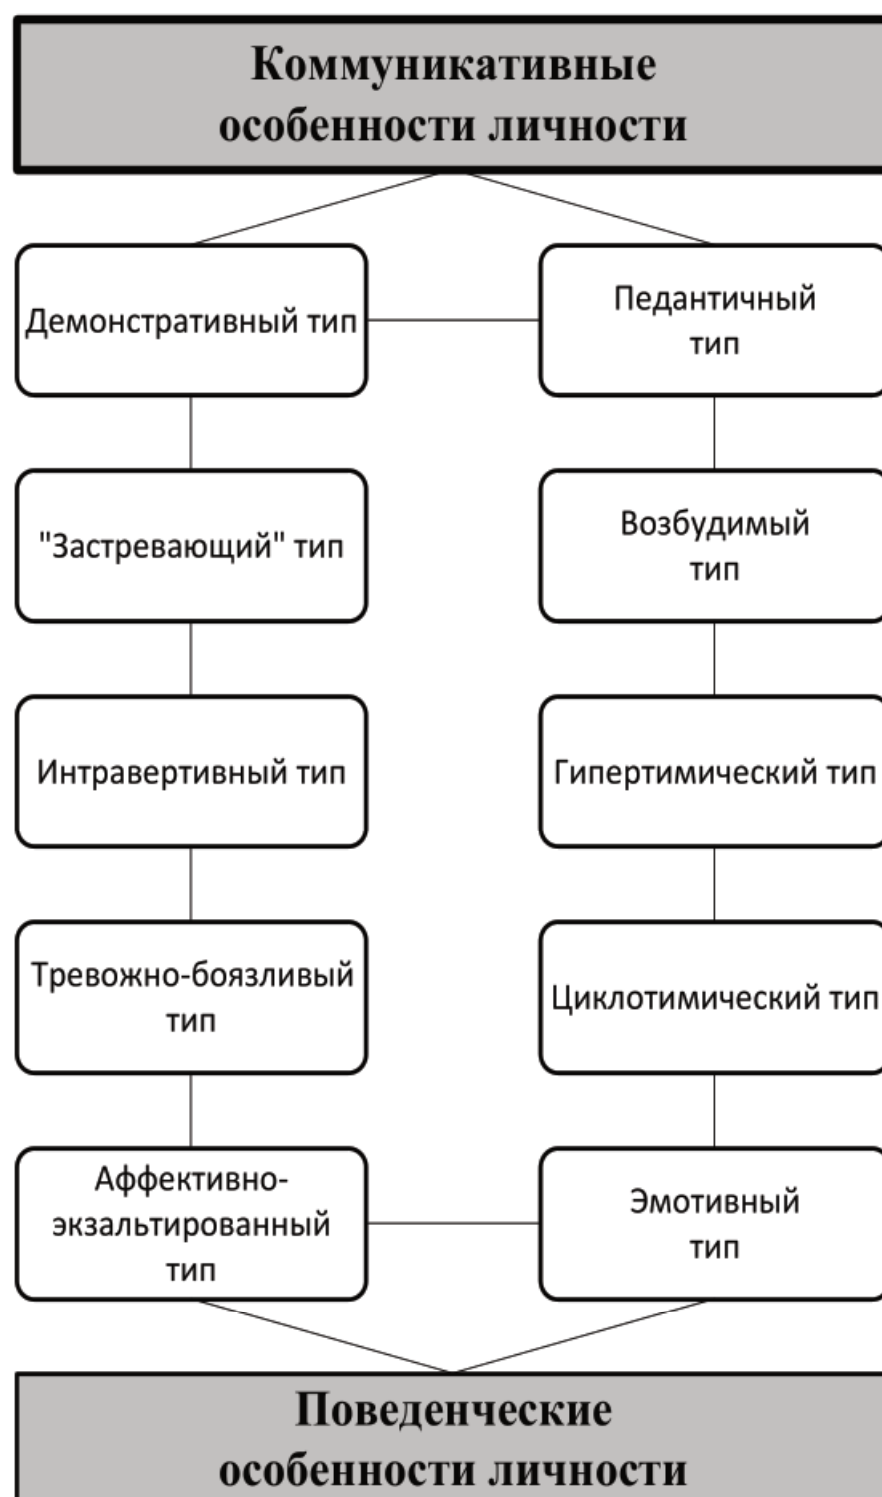 Коммуникативные
особенности личности
Демонстративный тип
Педантичный
тип
"Застревающий" тип
Возбудимый
тип
Интравертивный тип
Гипертимический тип
Тревожно-боязливый
тип
Циклотимический тип
Аффективно-
экзальтированный
тип
Эмотивный
тип
Поведенческие
особенности личности